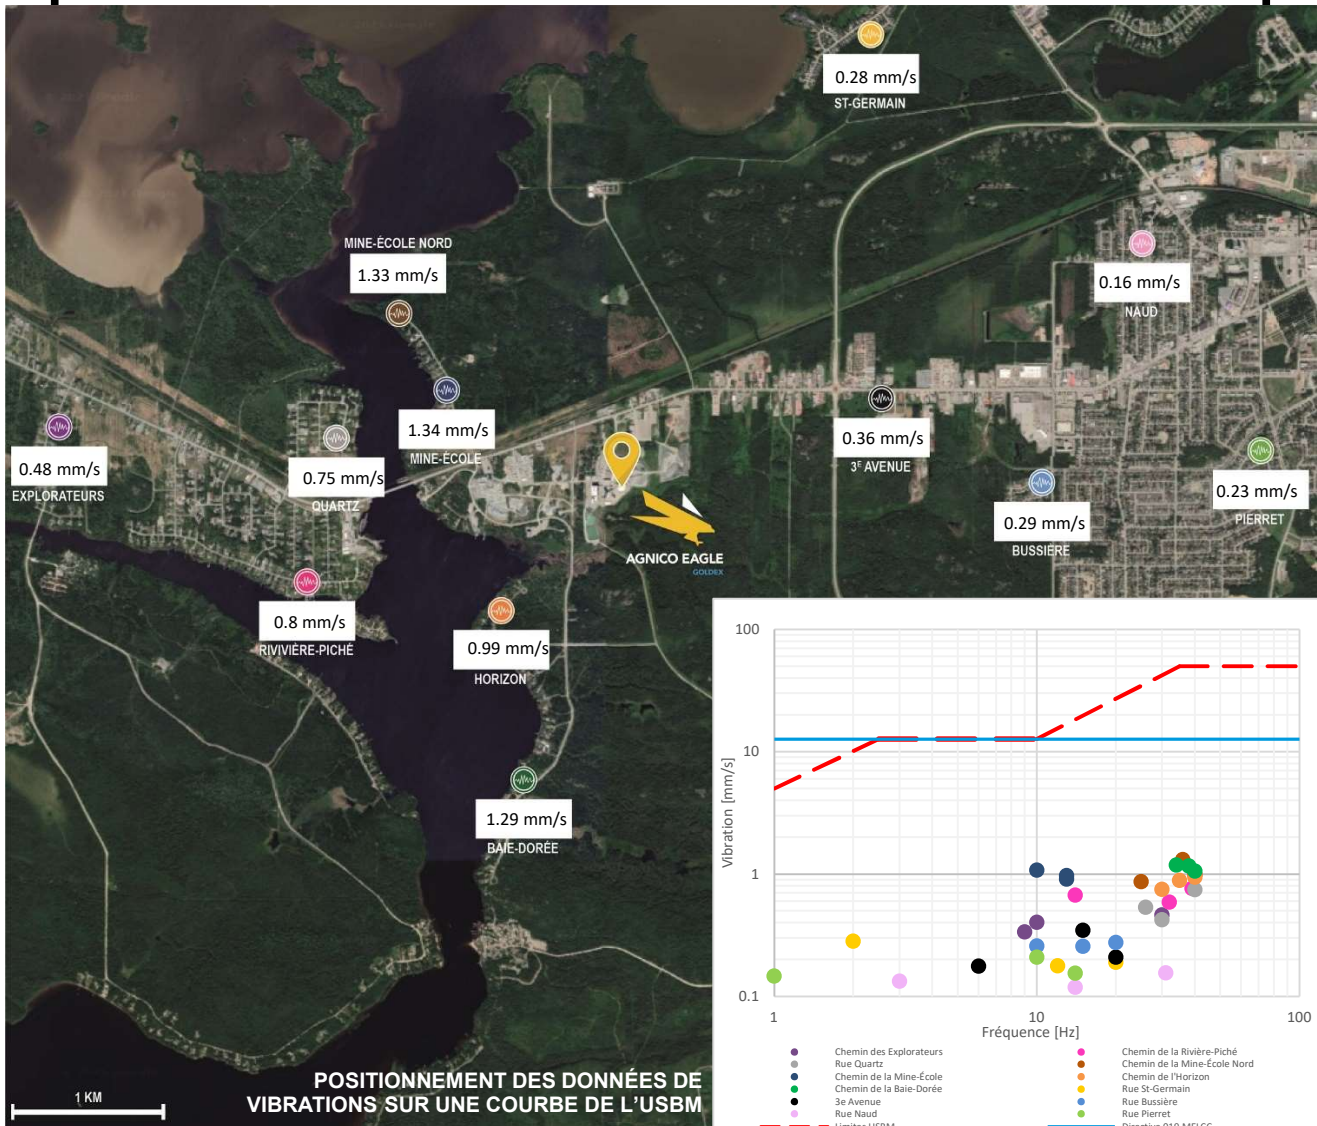 0.28 mm/s
ST-GERMAIN
MINE-ÉCOLE NORD
1.33 mm/s
0.16 mm/s
NAUD
1.34 mm/s
MINE-ÉCOLE
0.48 mm/s
EXPLORATEURS
0.75 mm/s
QUARTZ
0.36 mm/s
3E AVENUE
0.29 mm/s
BUSSIÈRE
0.23 mm/s
PIERRET
AGNICO EAGLE
GOLDEX
0.8 mm/s
RIVIVIÈRE-PICHÉ
0.99 mm/s
HORIZON
1.29 mm/s
BAIE-DORÉE
POSITIONNEMENT DES DONNÉES DE
VIBRATIONS SUR UNE COURBE DE L'USBM
1 KM
100
10
1
0.1
Vibration [mm/s]
1
10
100
Fréquence [Hz]
Chemin des Explorateurs
Chemin de la Rivière-Piché
Rue Quartz
Chemin de la Mine-École Nord
Chemin de la Mine-École
Chemin de l'Horizon
Chemin de la Baie-Dorée
Rue St-Germain
3e Avenue
Rue Bussière
Rue Naud
Rue Pierret
Limites USBM
Directive 019 MELCC